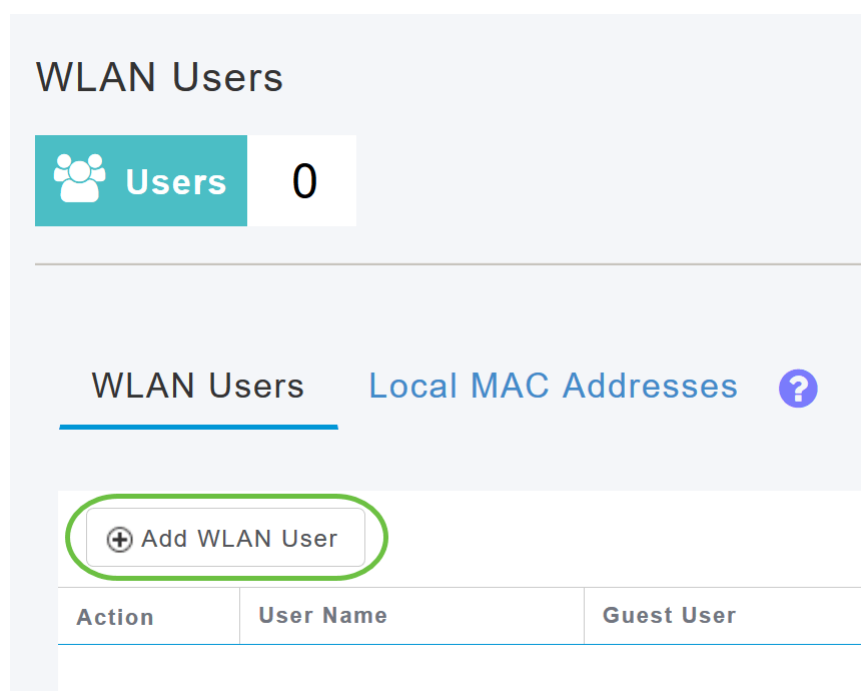 WLAN Users
Users 0
WLAN Users Local MAC Addresses ?
Add WLAN User
Action User Name Guest User